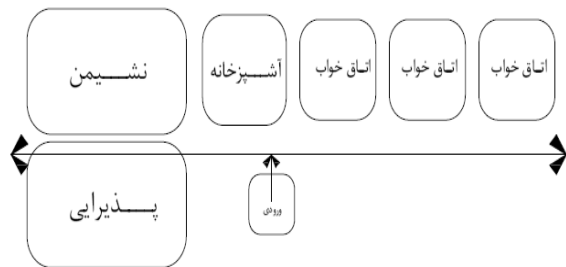 اتاق خواب
اتاق خواب
اتاق خواب
آشپزخانه
نشیمن
ورودی
پذیرایی